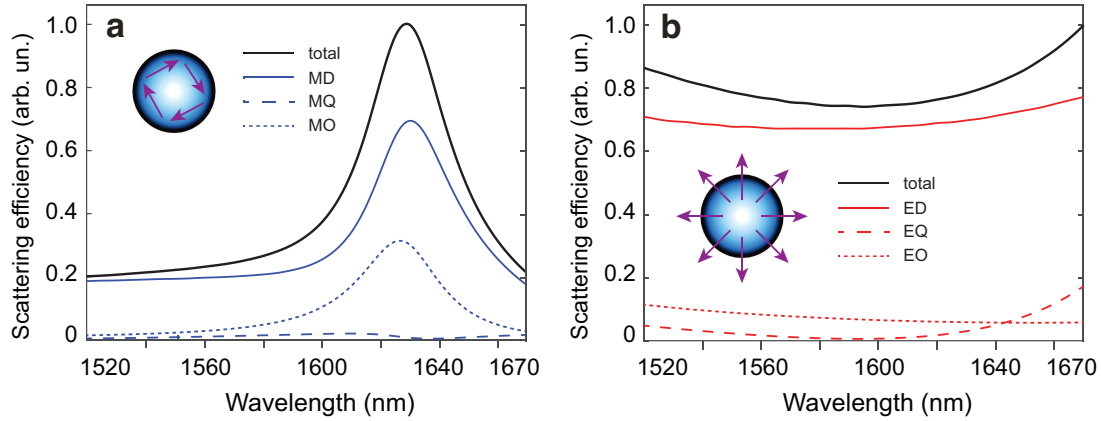 a
Scattering efficiency (arb. un.)
1.0
0.8
0.6
0.4
0.2
0
total
MD
MQ
MO
1520
1560
1600
1640
1670
Wavelength (nm)
b
Scattering efficiency (arb. un.)
1.0
0.8
0.6
0.4
0.2
0
total
ED
EQ
EO
1520
1560
1600
1640
1670
Wavelength (nm)